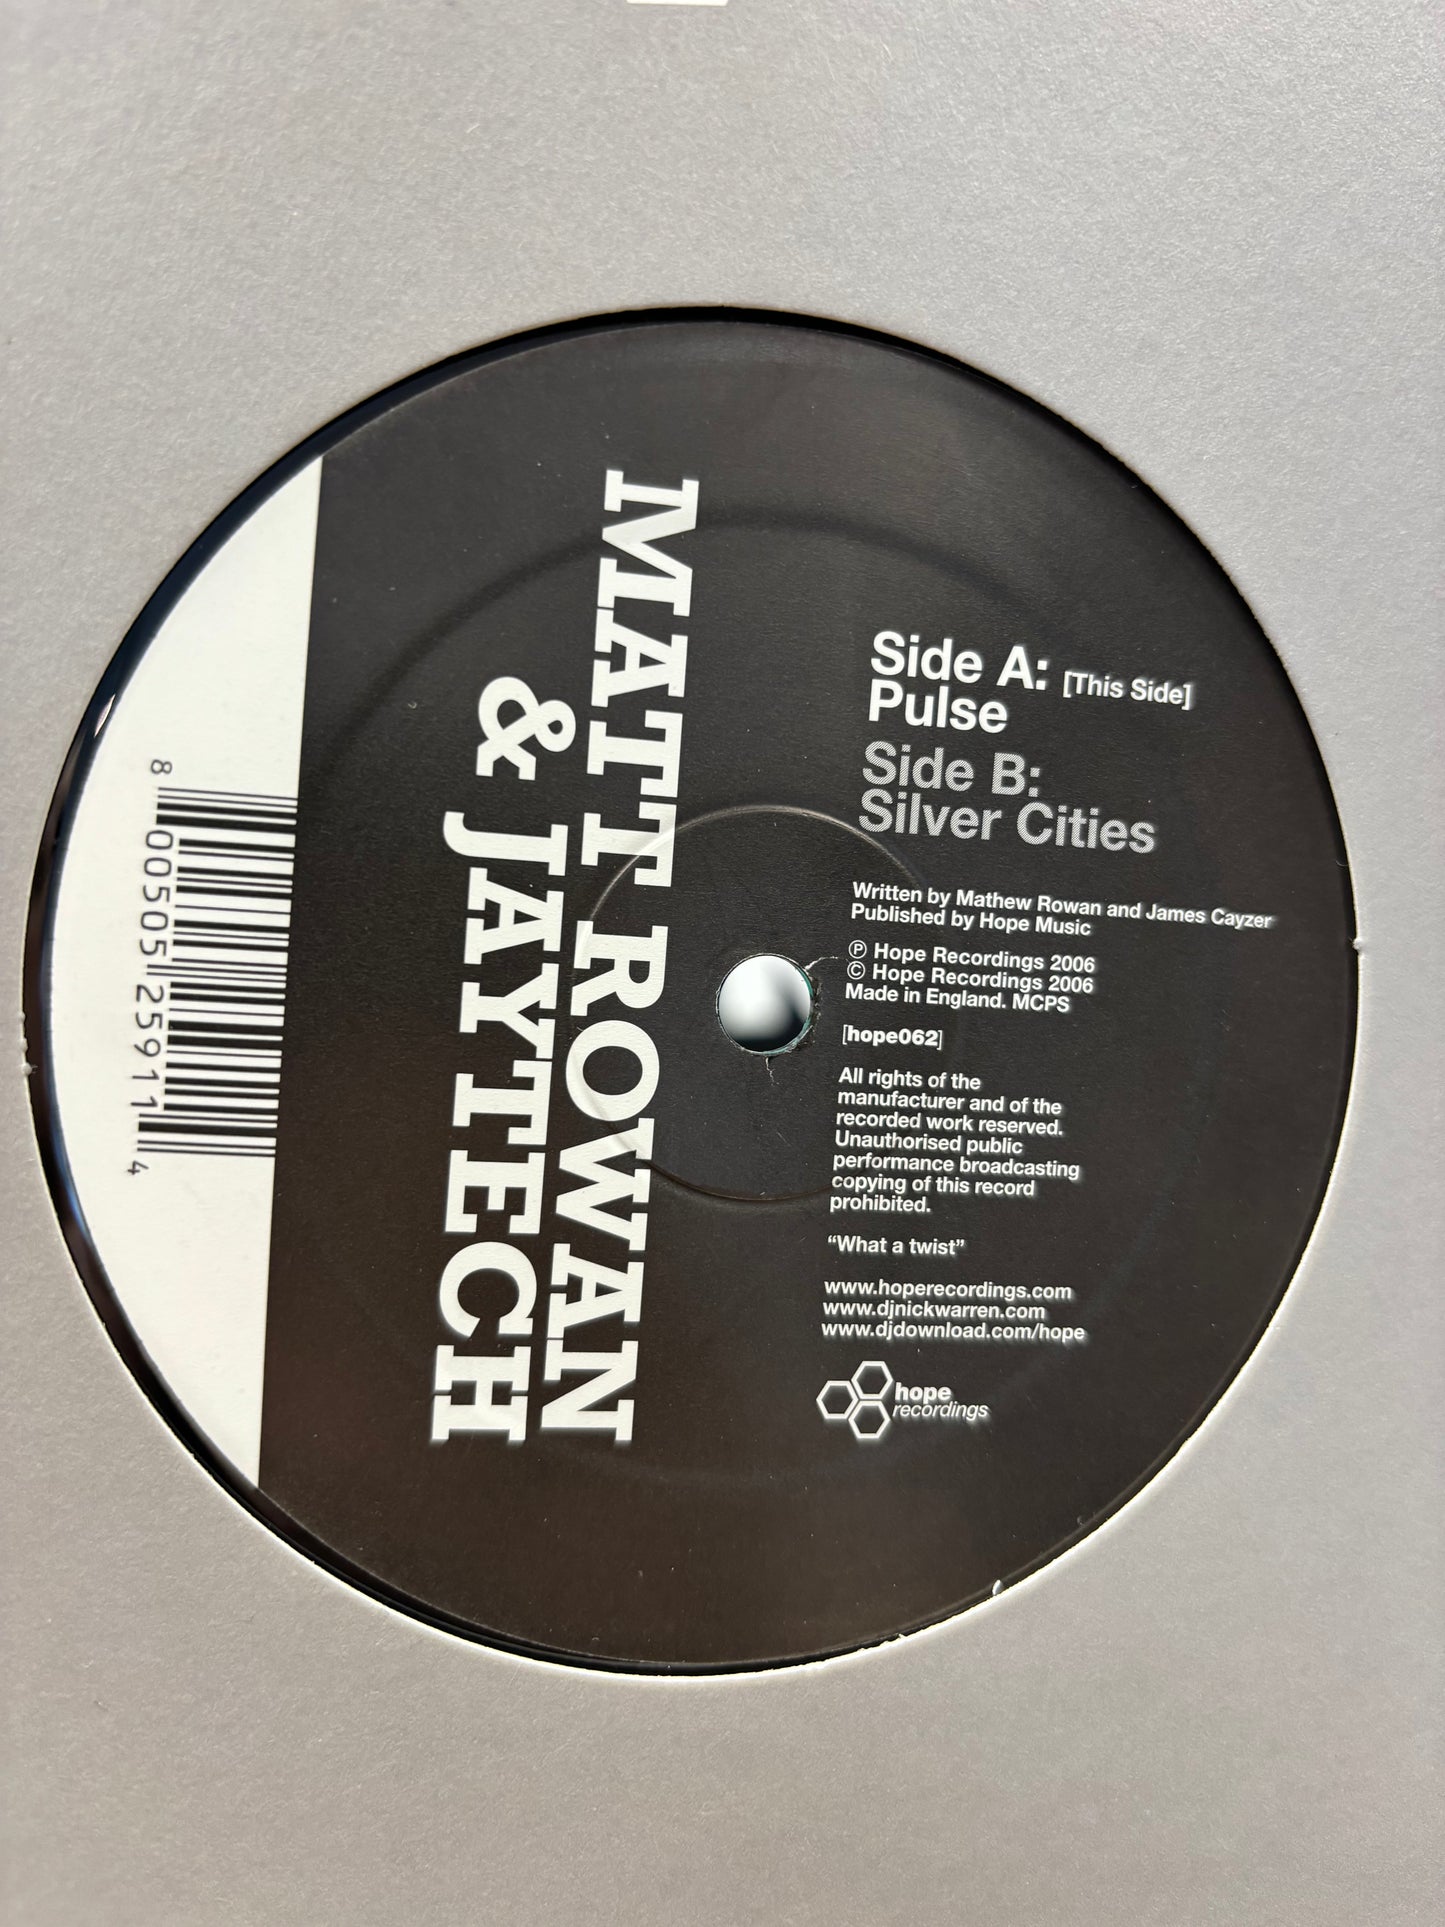 MATT ROWAN
& JAYTECH
Side A: [This Side]
Pulse
Side B:
Silver Cities
Written by Mathew Rowan and James Cayzer
Published by Hope Music
℗ Hope Recordings 2006
© Hope Recordings 2006
Made in England. MCPS
[hope062]
All rights of the
manufacturer and of the
recorded work reserved.
Unauthorised public
performance broadcasting
copying of this record
prohibited.
“What a twist”
www.hoperecordings.com
www.djnickwarren.com
www.djdownload.com/hope
hope
recordings
8 00505 25911 4